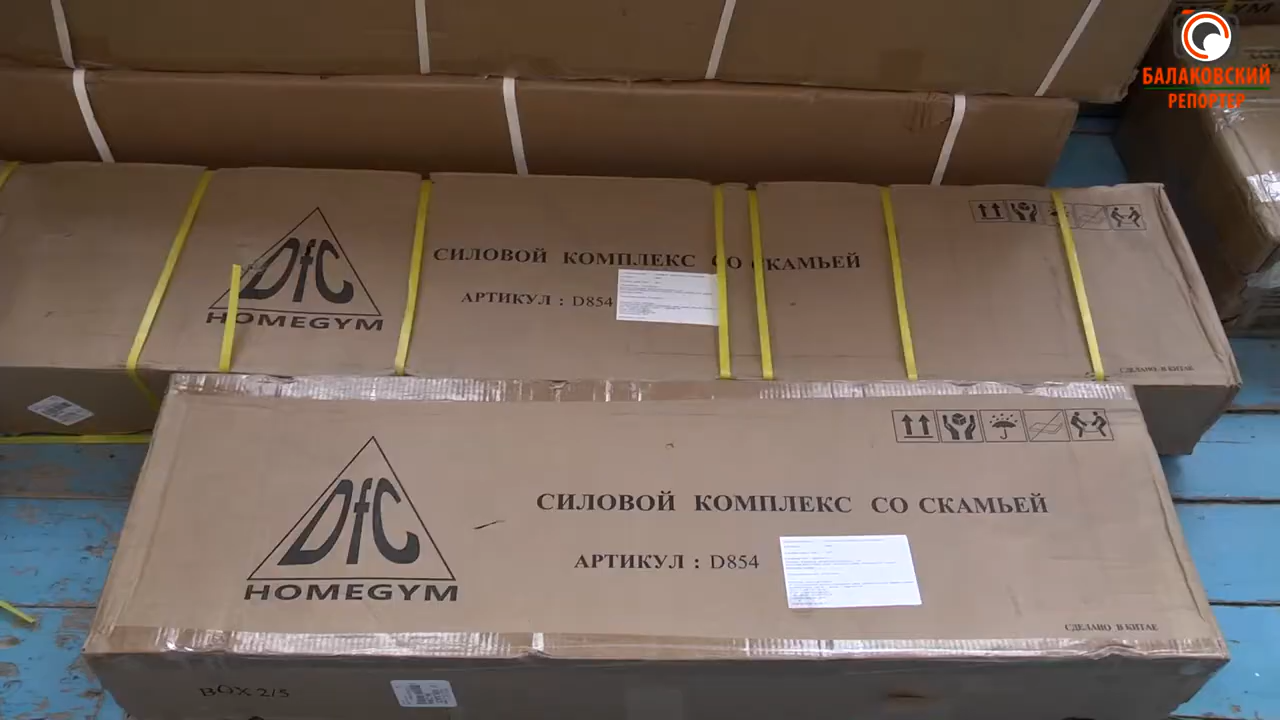 БАЛАКОВСКИЙ
РЕПОРТЕР
DfC
HOMEGYM
СИЛОВОЙ КОМПЛЕКС СО СКАМЬЕЙ
АРТИКУЛ : D854
СДЕЛАНО В КИТАЕ
DfC
HOMEGYM
СИЛОВОЙ КОМПЛЕКС СО СКАМЬЕЙ
АРТИКУЛ : D854
СДЕЛАНО В КИТАЕ
BOX 2/5